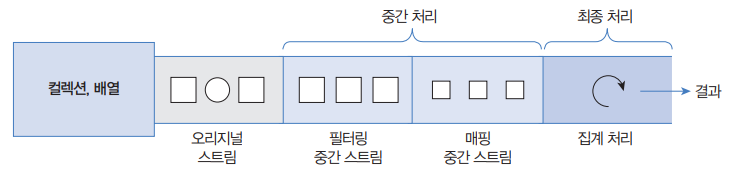 중간 처리
최종 처리
컬렉션, 배열
결과
오리지널
스트림
필터링
중간 스트림
매핑
중간 스트림
집계 처리